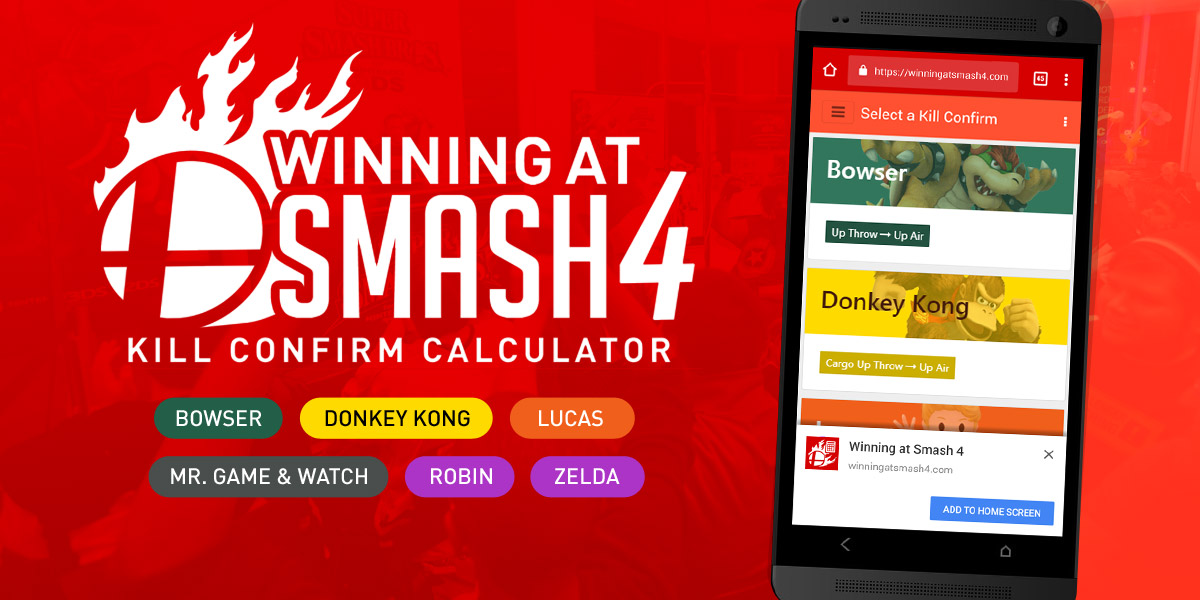 WINNING AT
SMASH 4
KILL CONFIRM CALCULATOR
BOWSER
DONKEY KONG
LUCAS
MR. GAME & WATCH
ROBIN
ZELDA
https://winningatsmash4.com
45
Select a Kill Confirm
Bowser
Up Throw → Up Air
Donkey Kong
Cargo Up Throw → Up Air
Winning at Smash 4
winningatsmash4.com
ADD TO HOME SCREEN